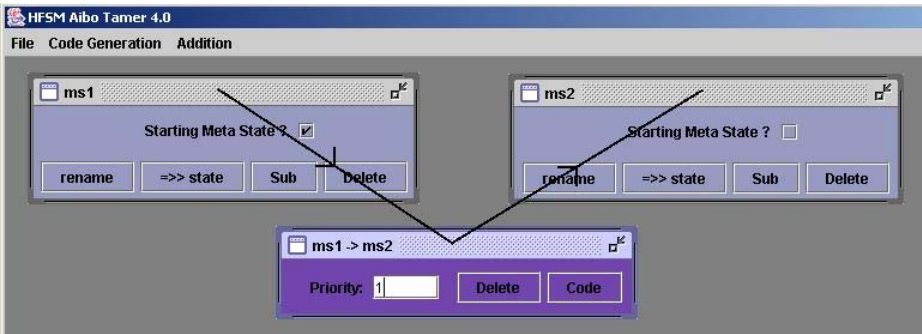 HFSM Aibo Tamer 4.0
File Code Generation Addition
ms1
Starting Meta State ?
rename =>> state Sub Delete
ms2
Starting Meta State ?
rename =>> state Sub Delete
ms1 -> ms2
Priority: 1 Delete Code